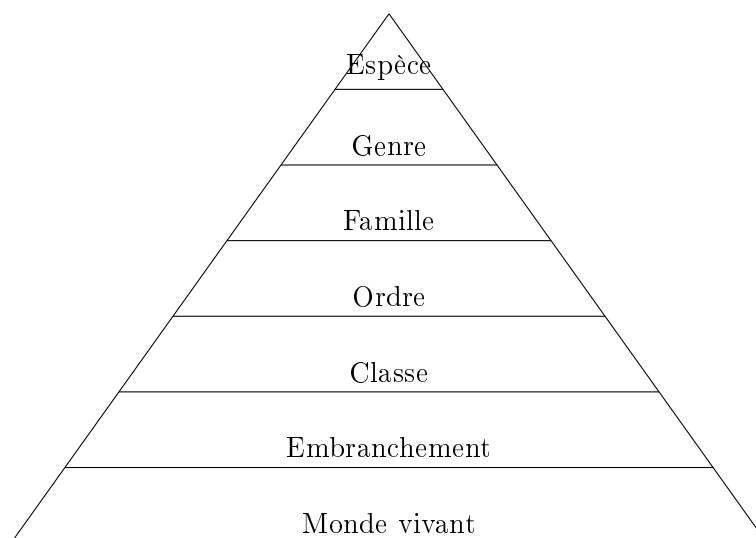 Espèce
Genre
Famille
Ordre
Classe
Embranchement
Monde vivant